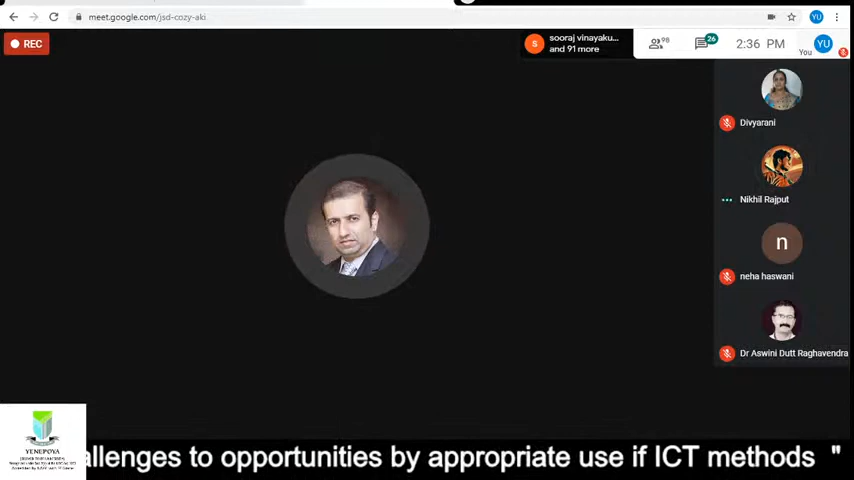 meet.google.com/jsd-cozy-aki.
YU
REC
S
sooraj vinayaku...
and 91 more
98
26
2:36 PM
You
YU
Divyarani
Nikhil Rajput
n
neha haswani
Dr Aswini Dutt Raghavendra
YENEPOYA
allenges to opportunities by appropriate use if ICT methods "